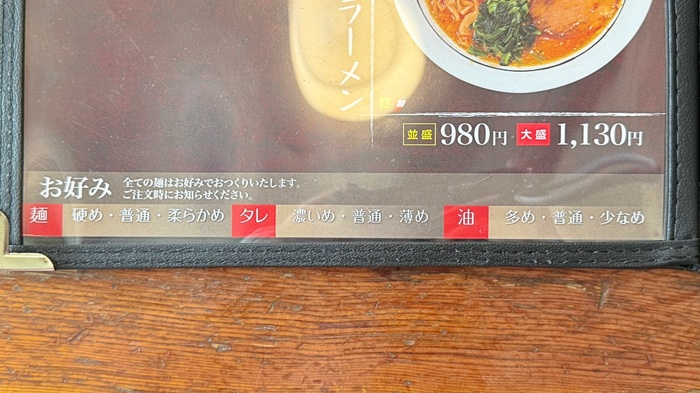 ラーメン
並盛 980円 大盛 1,130円
お好み 全ての麺はお好みでおつくりいたします。
ご注文時にお知らせください。
麺 硬め・普通・柔らかめ タレ 濃いめ・普通・薄め 油 多め・普通・少なめ